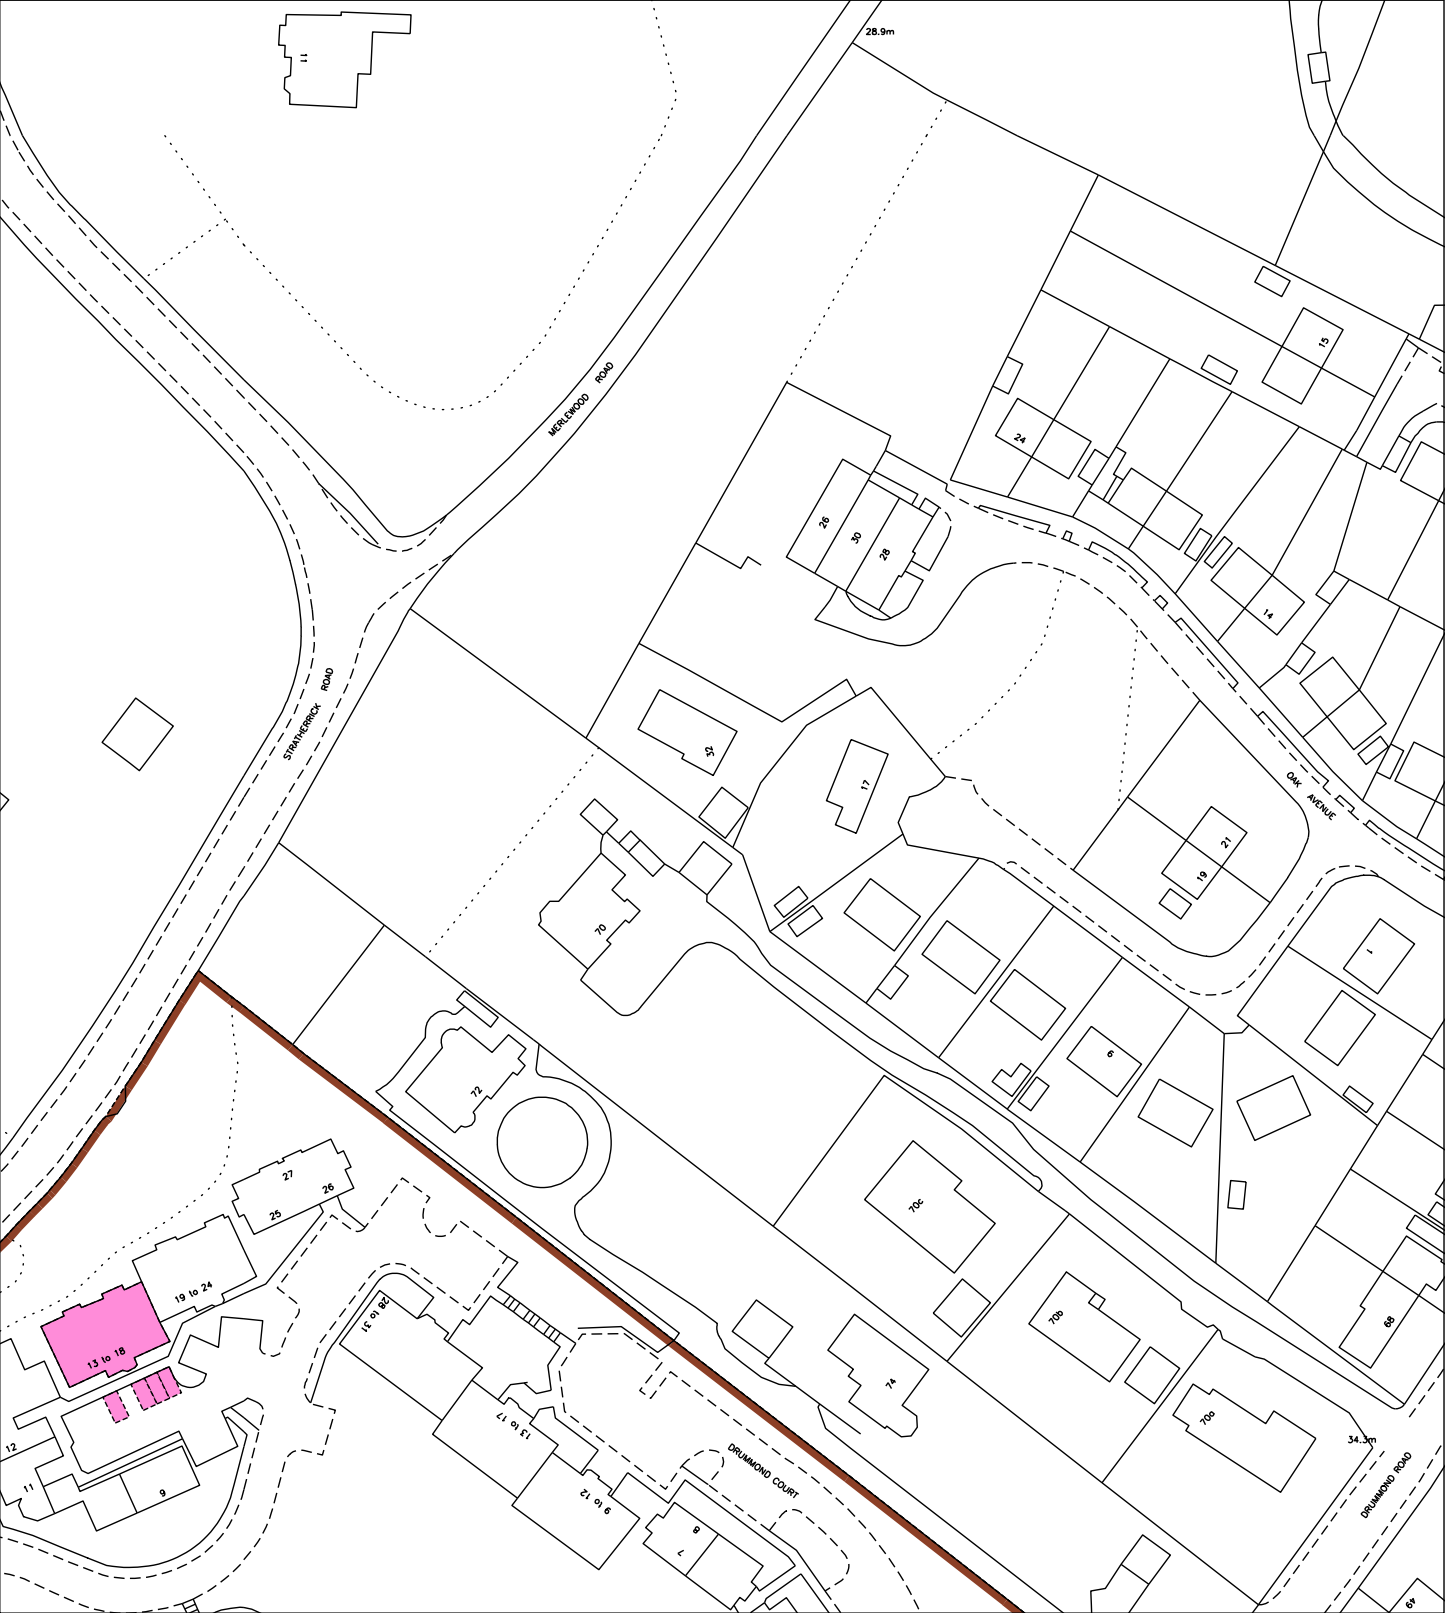 28.9m
11
MERLEWOOD ROAD
15
24
26
30
28
14
STRATHERRICK ROAD
32
17
OAK AVENUE
21
19
70
1
6
72
27
26
25
70c
19 to 24
70b
68
28 to 31
13 to 18
74
70a
13 to 17
34.3m
12
DRUMMOND COURT
DRUMMOND ROAD
11
9
9 to 12
8
7
49